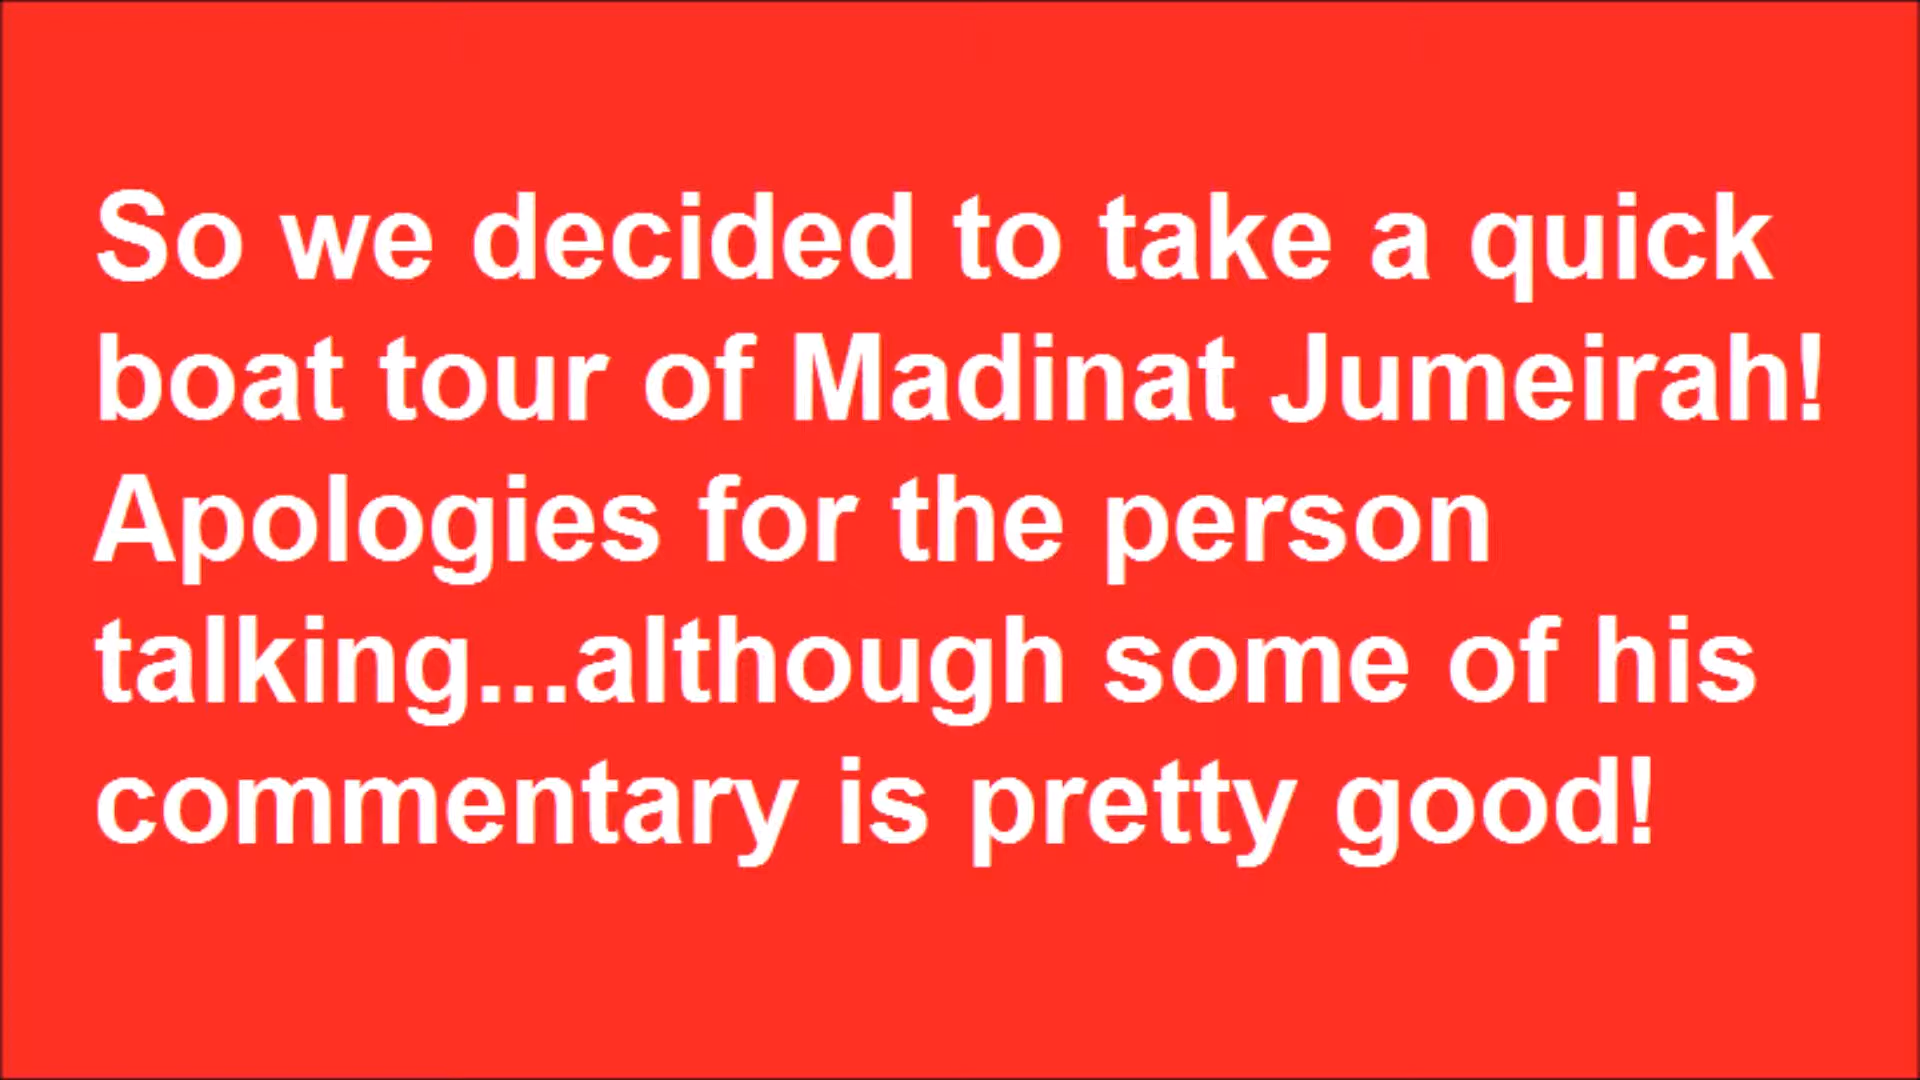 So we decided to take a quick
boat tour of Madinat Jumeirah!
Apologies for the person
talking...although some of his
commentary is pretty good!